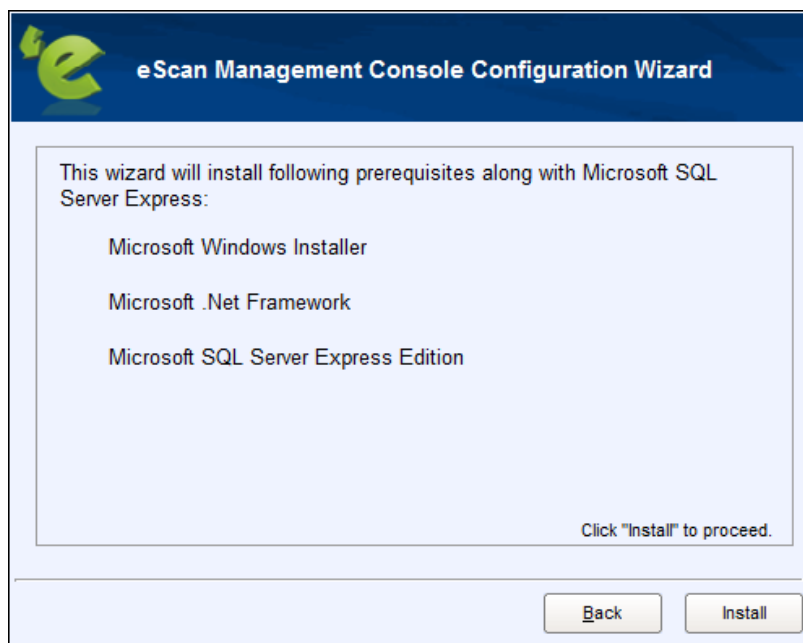 eScan Management Console Configuration Wizard
This wizard will install following prerequisites along with Microsoft SQL
Server Express:
Microsoft Windows Installer
Microsoft .Net Framework
Microsoft SQL Server Express Edition
Click "Install" to proceed.
Back
Install